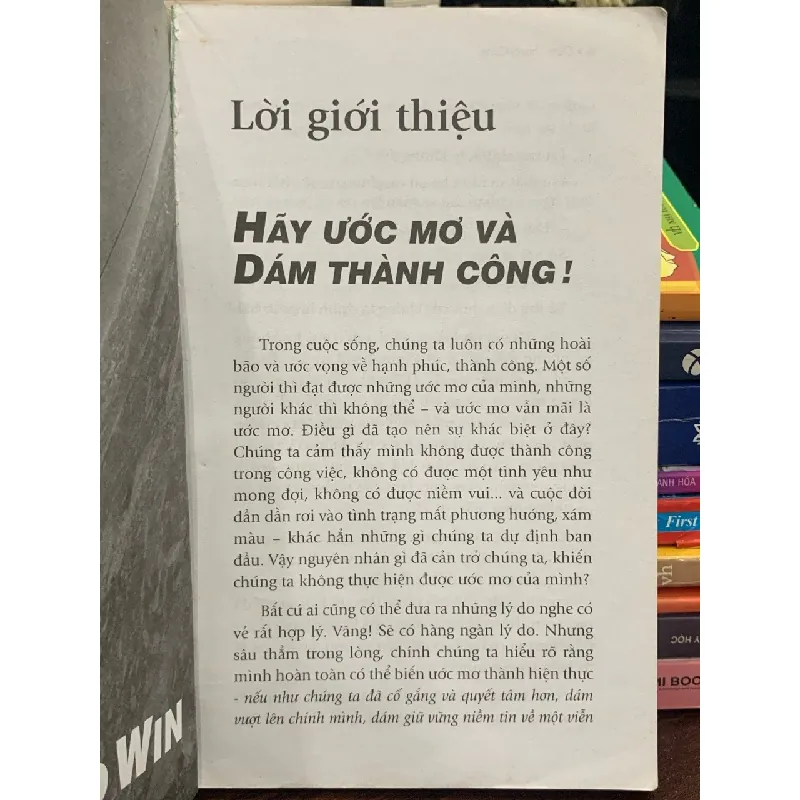 Lời giới thiệu
HÃY ƯỚC MƠ VÀ
DÁM THÀNH CÔNG!
Trong cuộc sống, chúng ta luôn có những hoài
bão và ước vọng về hạnh phúc, thành công. Một số
người thì đạt được những ước mơ của mình, những
người khác thì không thể – và ước mơ vẫn mãi là
ước mơ. Điều gì đã tạo nên sự khác biệt ở đây?
Chúng ta cảm thấy mình không được thành công
trong công việc, không có được một tình yêu như
mong đợi, không có được niềm vui... và cuộc đời
dần dần rơi vào tình trạng mất phương hướng, xám
màu – khác hẳn những gì chúng ta dự định ban
đầu. Vậy nguyên nhân gì đã cản trở chúng ta, khiến
chúng ta không thực hiện được ước mơ của mình?
Bất cứ ai cũng có thể đưa ra những lý do nghe có
vẻ rất hợp lý. Vâng! Sẽ có hàng ngàn lý do. Nhưng
sâu thẳm trong lòng, chính chúng ta hiểu rõ rằng
mình hoàn toàn có thể biến ước mơ thành hiện thực
- nếu như chúng ta đã cố gắng và quyết tâm hơn, dám
vượt lên chính mình, dám giữ vững niềm tin về một viễn
WIN
ANH HÓA
First
vh
Y HỌC
MI BOO